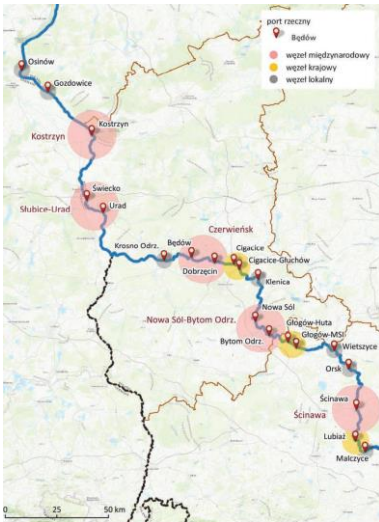 port rzeczny
Będów
węzeł międzynarodowy
węzeł krajowy
węzeł lokalny
Osinów
Gozdowice
Kostrzyn
Kostrzyn
Świecko
Słubice-Urad
Urad
Czerwieńsk
Krosno Odrz.
Będów
Cigacice
Cigacice-Głuchów
Dobrzęcin
Klenica
Nowa Sól
Nowa Sól-Bytom Odrz.
Głogów-Huta
Bytom Odrz.
Głogów-MSI
Wietszyce
Orsk
Ścinawa
Ścinawa
Lubiąż
Malczyce
0
25
50 km